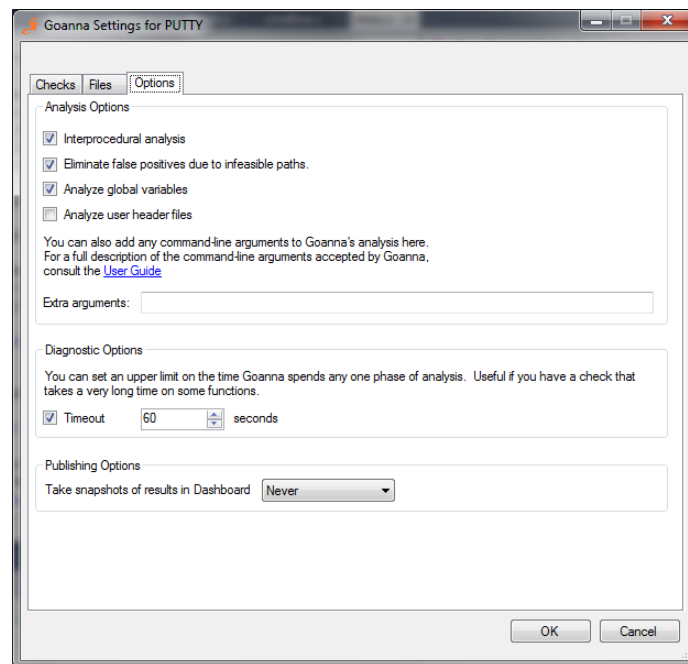 Goanna Settings for PUTTY
Checks Files Options
Analysis Options
Interprocedural analysis
Eliminate false positives due to infeasible paths.
Analyze global variables
Analyze user header files
You can also add any command-line arguments to Goanna's analysis here.
For a full description of the command-line arguments accepted by Goanna,
consult the User Guide
Extra arguments:
Diagnostic Options
You can set an upper limit on the time Goanna spends any one phase of analysis. Useful if you have a check that
takes a very long time on some functions.
Timeout 60 seconds
Publishing Options
Take snapshots of results in Dashboard Never
OK Cancel